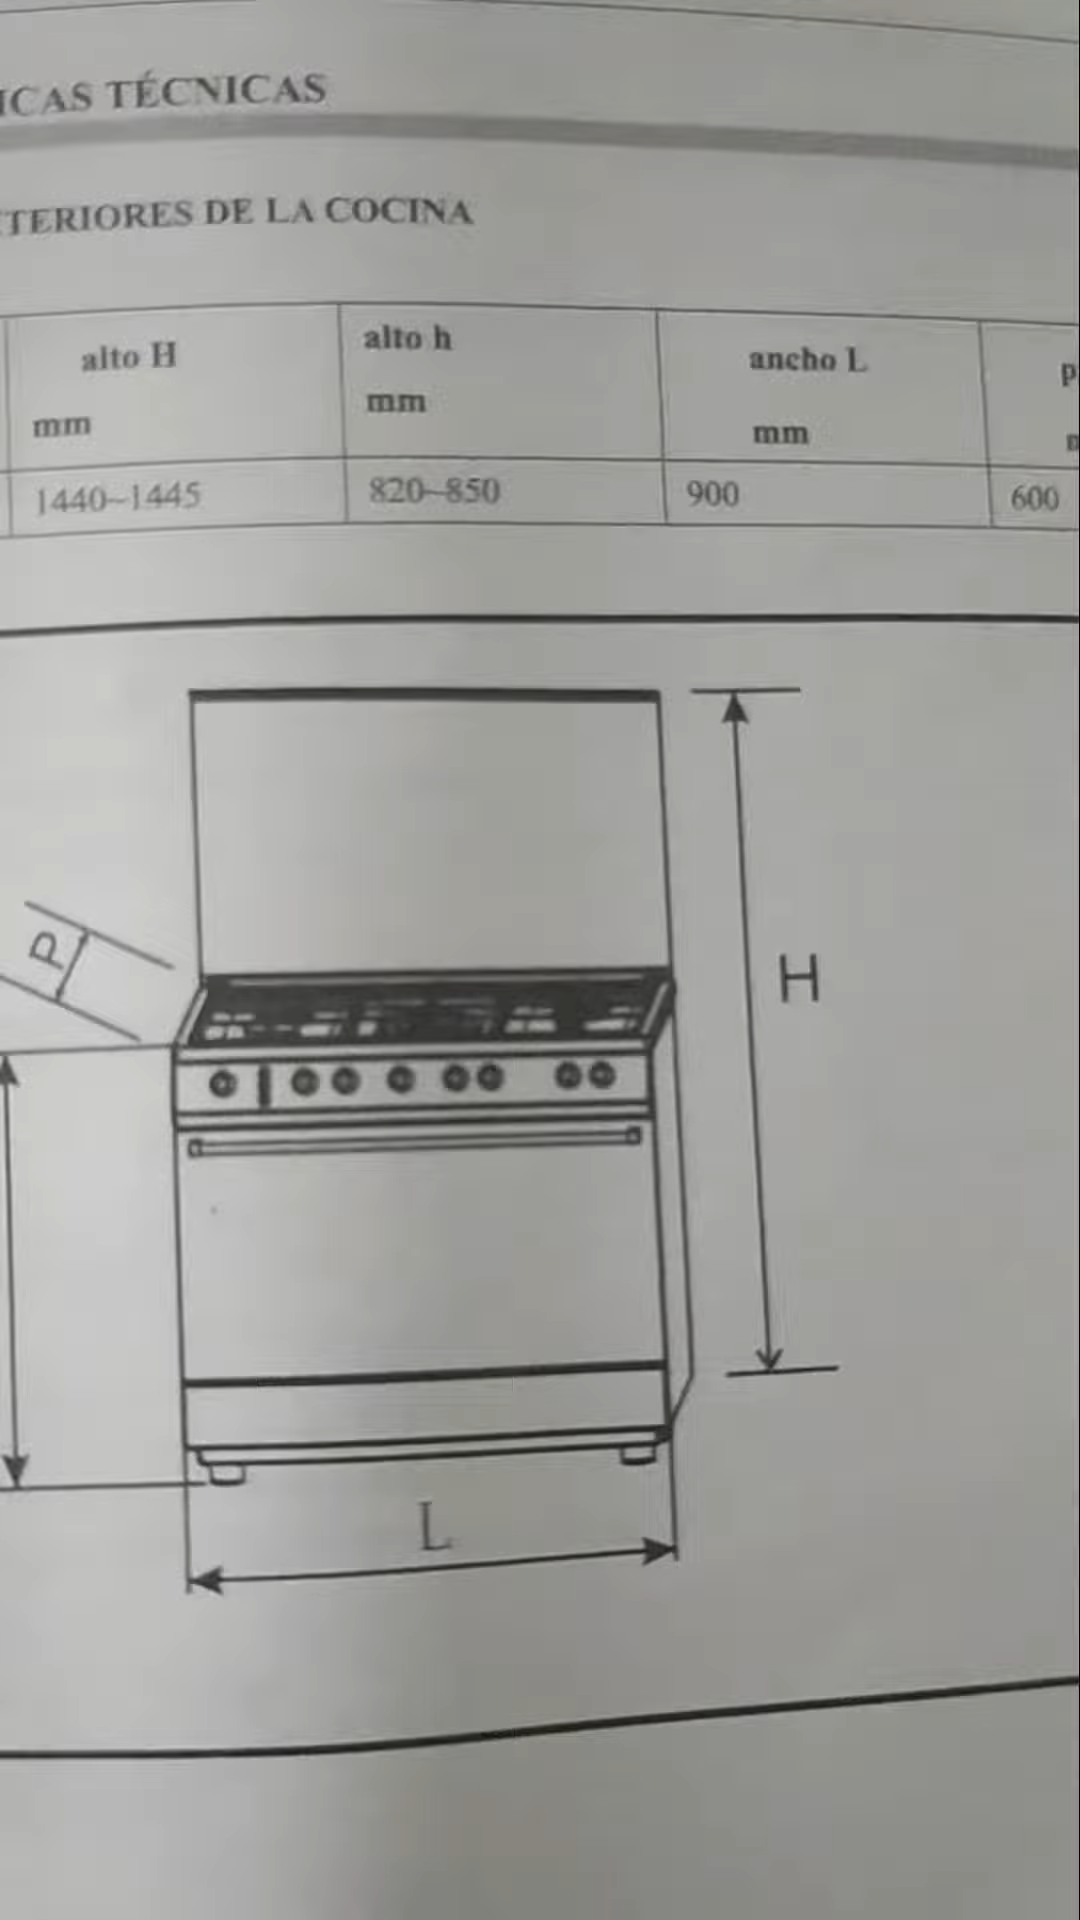 ICAS TÉCNICAS
TERIORES DE LA COCINA
alto H
mm
alto h
mm
ancho L
mm
p
1440–1445
820–850
900
600
P
H
L